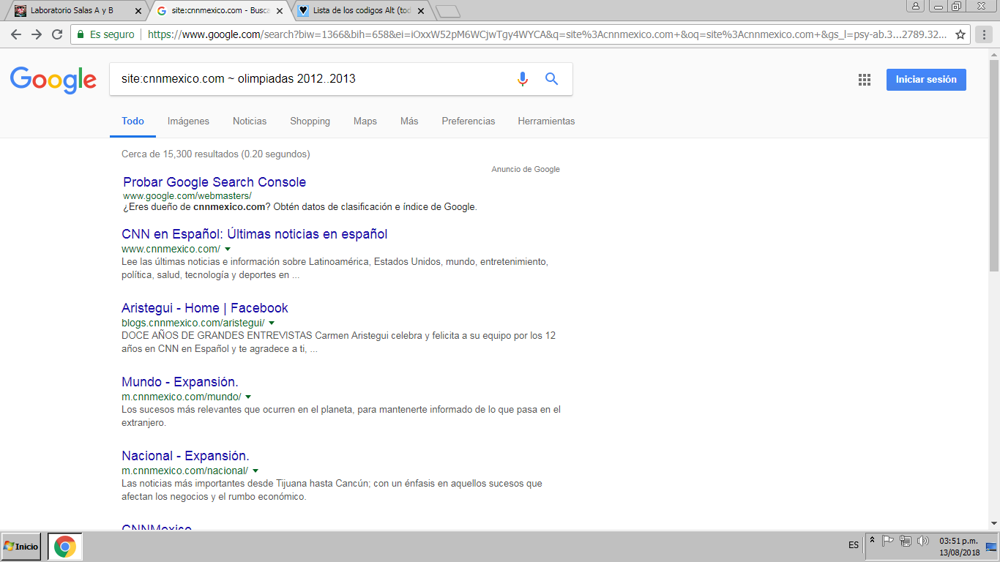 Laboratorio Salas A y B
site:cnnmexico.com - Busca
Lista de los codigos Alt (tod
Es seguro
https://www.google.com/search?biw=1366&bih=658&ei=iOxxW52pM6WCjwTgy4WYCA&q=site%3Acnnmexico.com+&oq=site%3Acnnmexico.com+&gs_l=psy-ab.3...2789.32...
Google
site:cnnmexico.com ~ olimpiadas 2012..2013
Iniciar sesión
Todo Imágenes Noticias Shopping Maps Más Preferencias Herramientas
Cerca de 15,300 resultados (0.20 segundos)
Anuncio de Google
Probar Google Search Console
www.google.com/webmasters/
¿Eres dueño de cnnmexico.com? Obtén datos de clasificación e índice de Google.
CNN en Español: Últimas noticias en español
www.cnnmexico.com/
Lee las últimas noticias e información sobre Latinoamérica, Estados Unidos, mundo, entretenimiento,
política, salud, tecnología y deportes en ...
Aristegui - Home | Facebook
blogs.cnnmexico.com/aristegui/
DOCE AÑOS DE GRANDES ENTREVISTAS Carmen Aristegui celebra y felicita a su equipo por los 12
años en CNN en Español y te agradece a ti, ...
Mundo - Expansión.
m.cnnmexico.com/mundo/
Los sucesos más relevantes que ocurren en el planeta, para mantenerte informado de lo que pasa en el
extranjero.
Nacional - Expansión.
m.cnnmexico.com/nacional/
Las noticias más importantes desde Tijuana hasta Cancún; con un énfasis en aquellos sucesos que
afectan los negocios y el rumbo económico.
CNNMexico
Inicio
ES
03:51 p.m.
13/08/2018